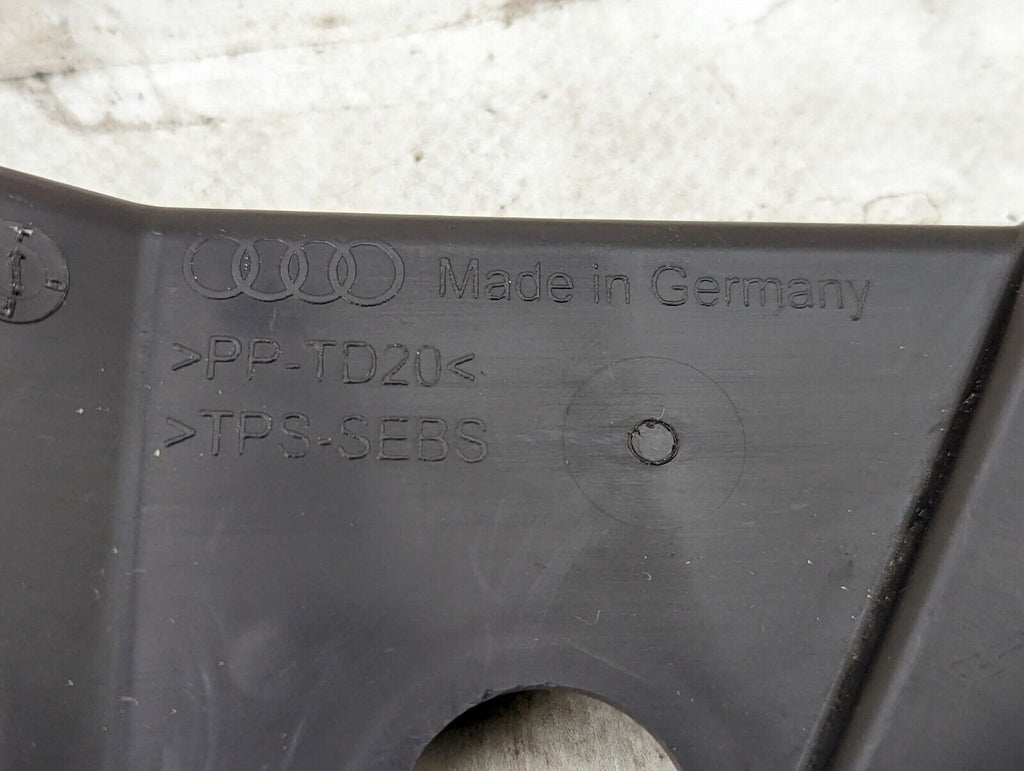 Made in Germany
>PP-TD20<
>TPS-SEBS